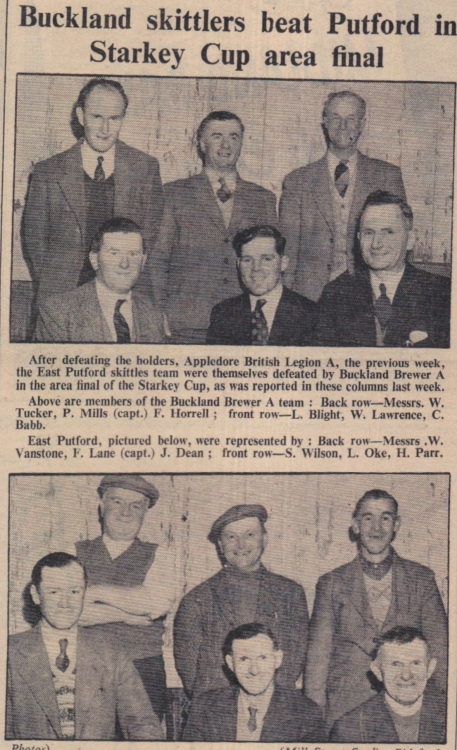 Buckland skittlers beat Putford in
Starkey Cup area final
After defeating the holders, Appledore British Legion A, the previous week,
the East Putford skittles team were themselves defeated by Buckland Brewer A
in the area final of the Starkey Cup, as was reported in these columns last week.
Above are members of the Buckland Brewer A team : Back row—Messrs. W.
Tucker, P. Mills (capt.) F. Horrell ; front row—L. Blight, W. Lawrence, C.
Babb.
East Putford, pictured below, were represented by : Back row—Messrs .W.
Vanstone, F. Lane (capt.) J. Dean ; front row—S. Wilson, L. Oke, H. Parr.
Photos)